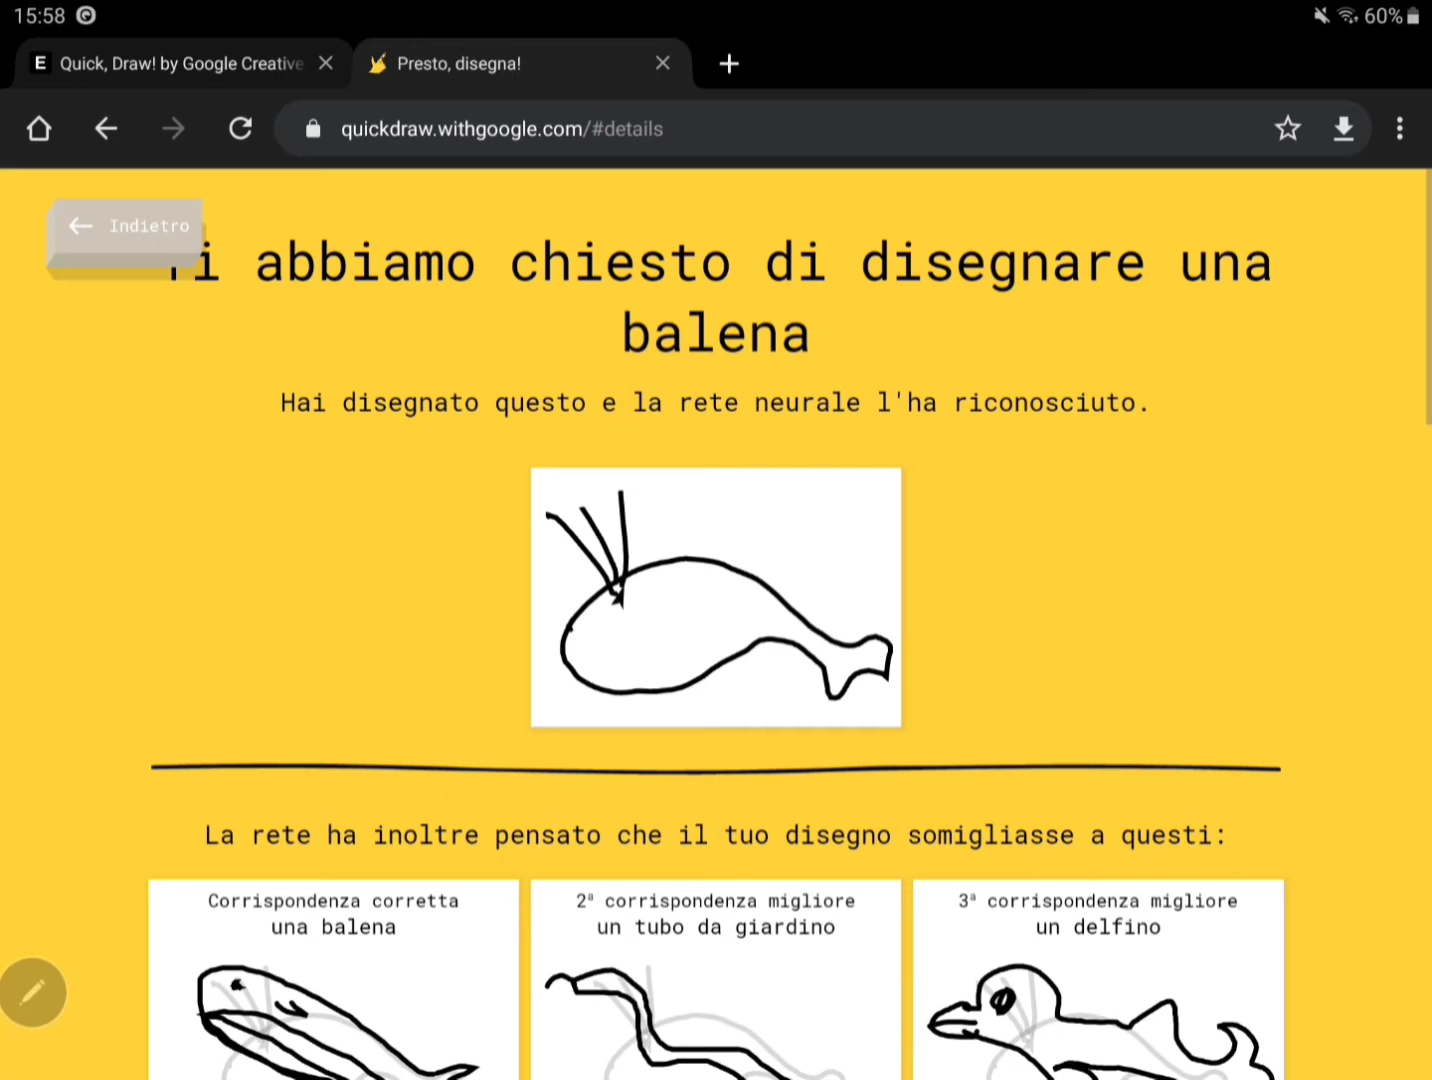 15:58
60%
Quick, Draw! by Google Creative
Presto, disegna!
quickdraw.withgoogle.com/#details
Indietro
Ti abbiamo chiesto di disegnare una
balena
Hai disegnato questo e la rete neurale l'ha riconosciuto.
La rete ha inoltre pensato che il tuo disegno somigliasse a questi:
Corrispondenza corretta
una balena
2ª corrispondenza migliore
un tubo da giardino
3ª corrispondenza migliore
un delfino